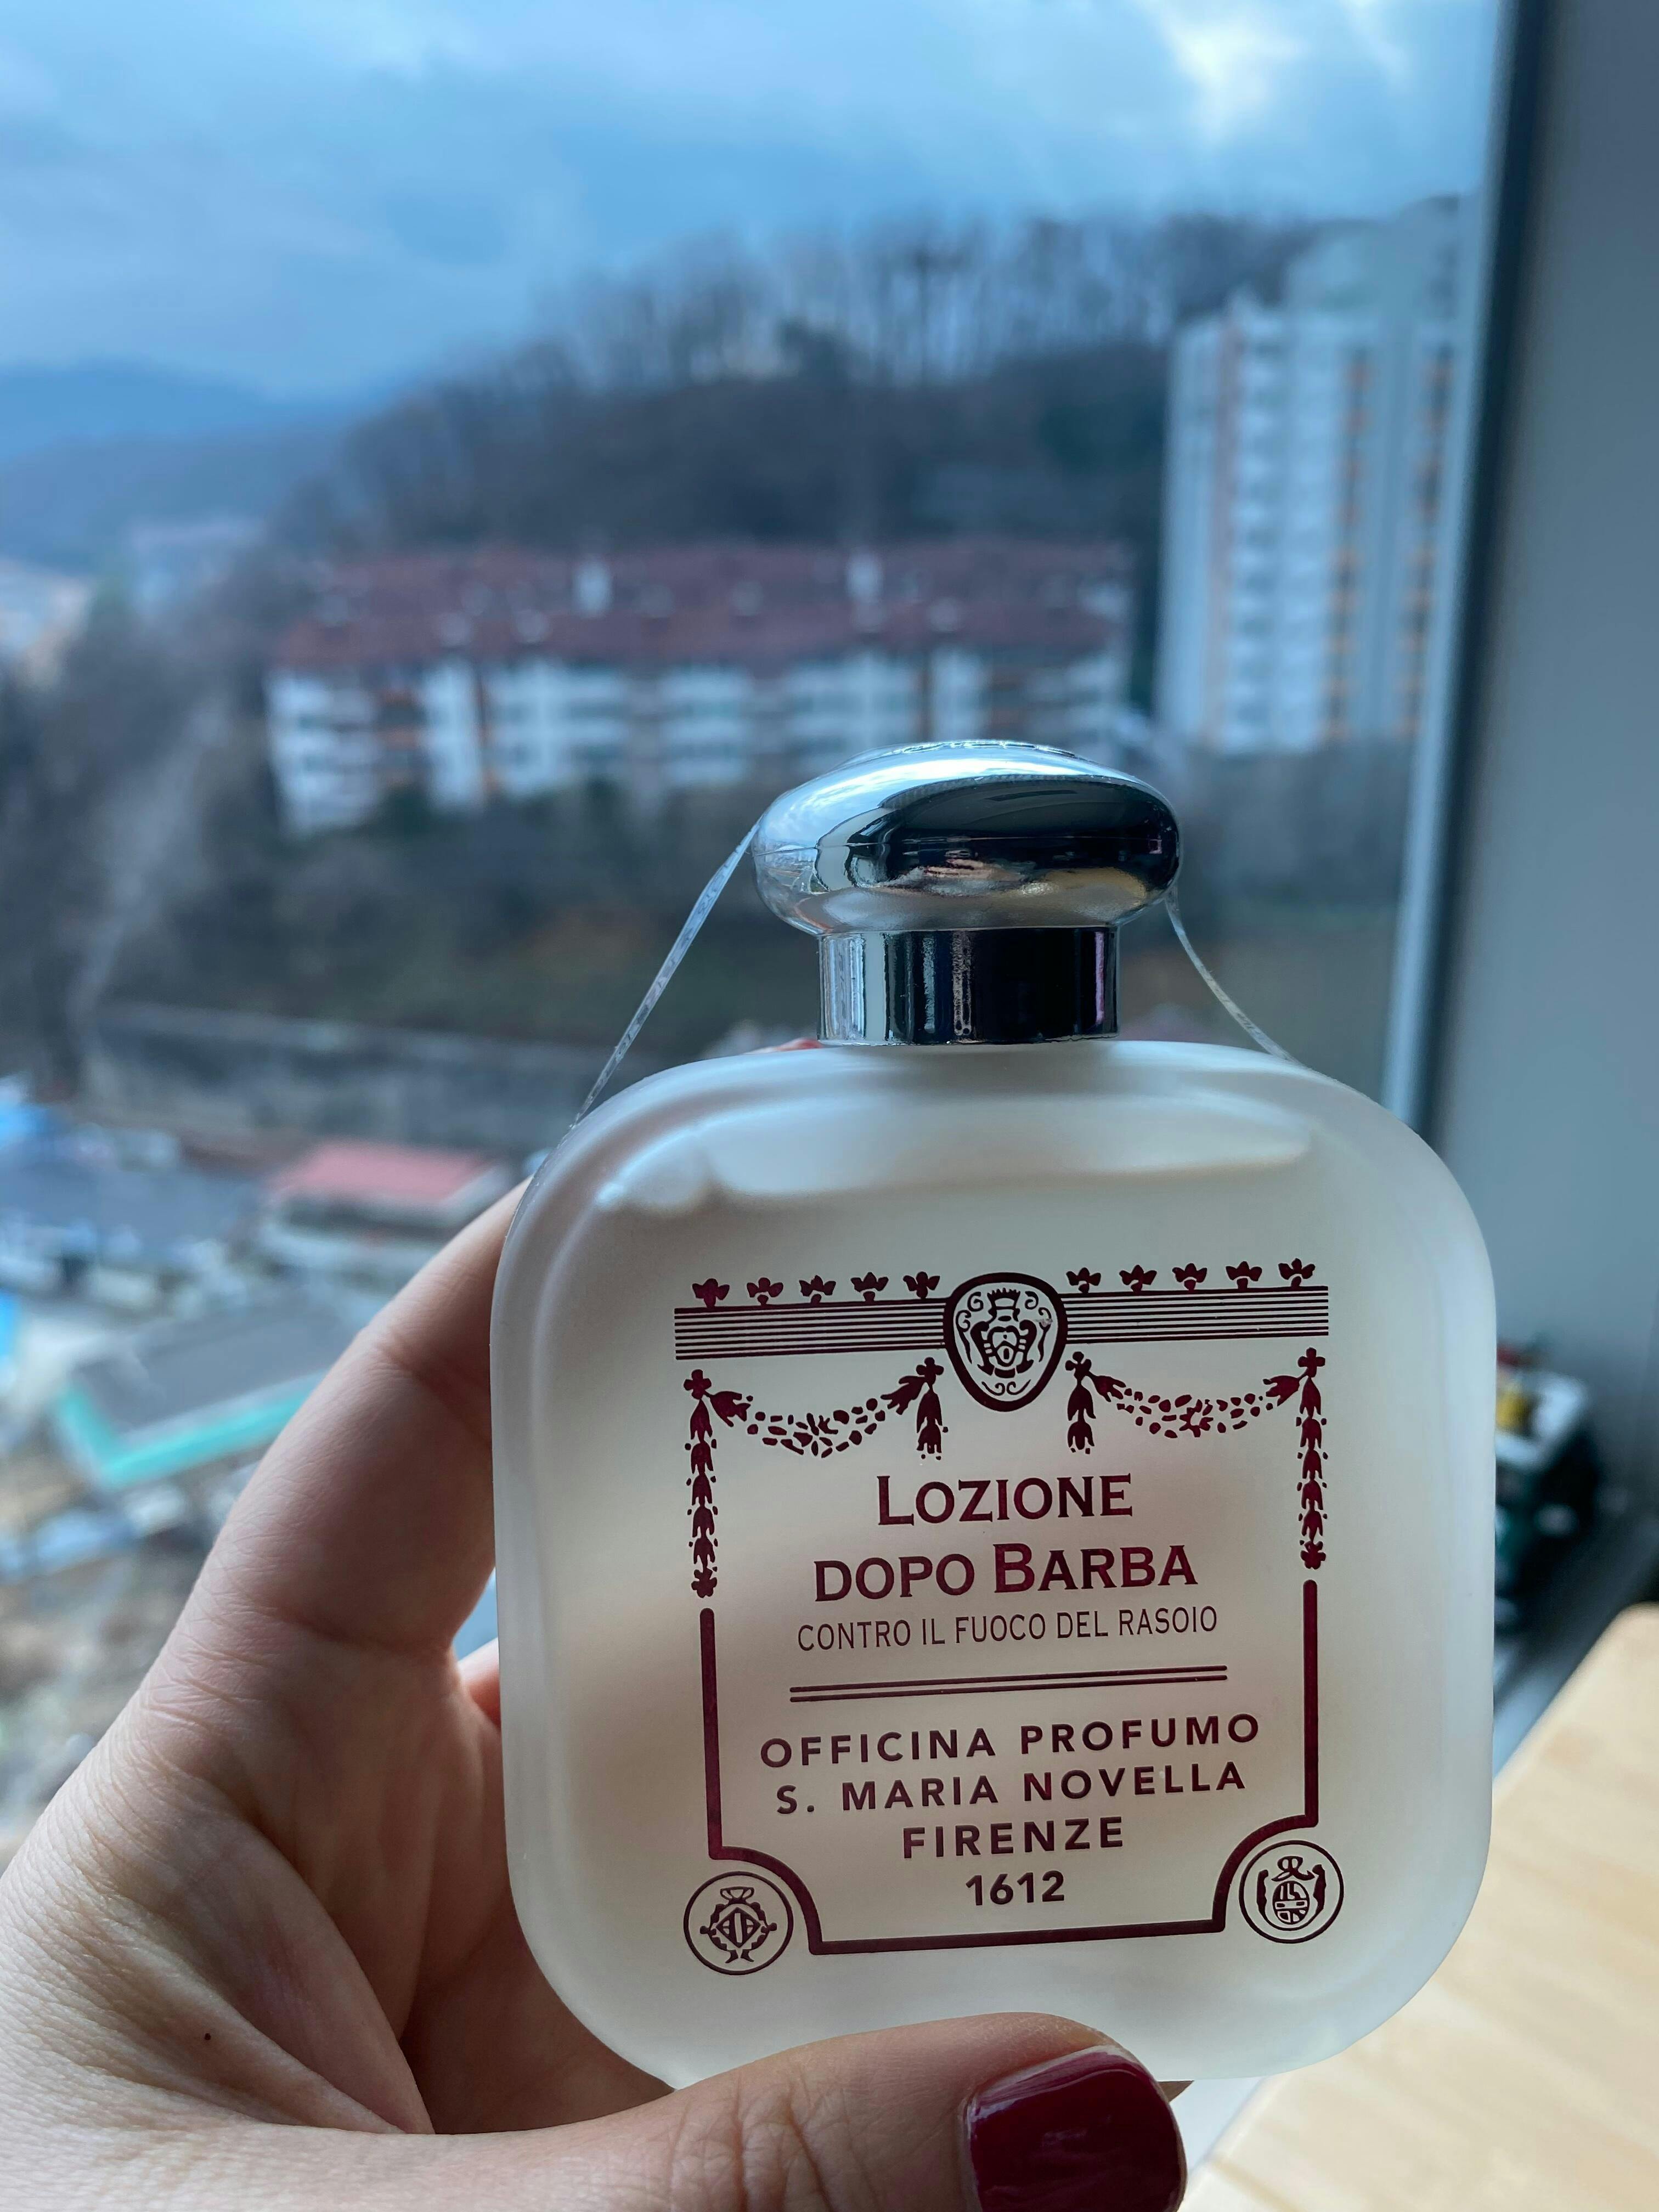 LOZIONE
DOPO BARBA
CONTRO IL FUOCO DEL RASOIO
OFFICINA PROFUMO
S. MARIA NOVELLA
FIRENZE
1612